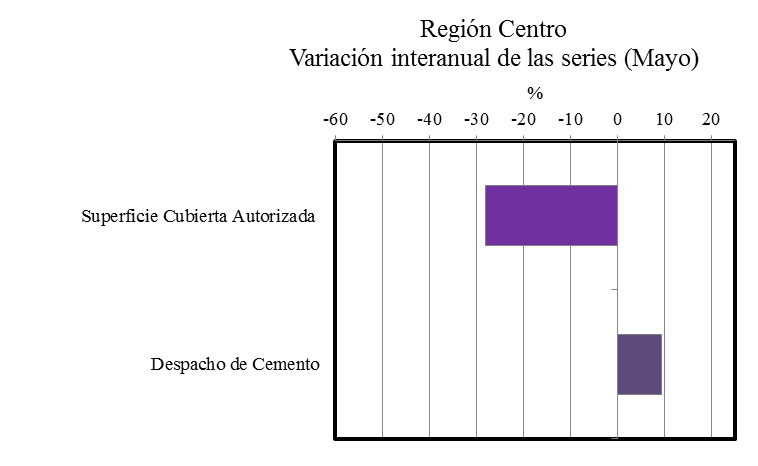 Región Centro
Variación interanual de las series (Mayo)
%
-60 -50 -40 -30 -20 -10 0 10 20
Superficie Cubierta Autorizada
Despacho de Cemento